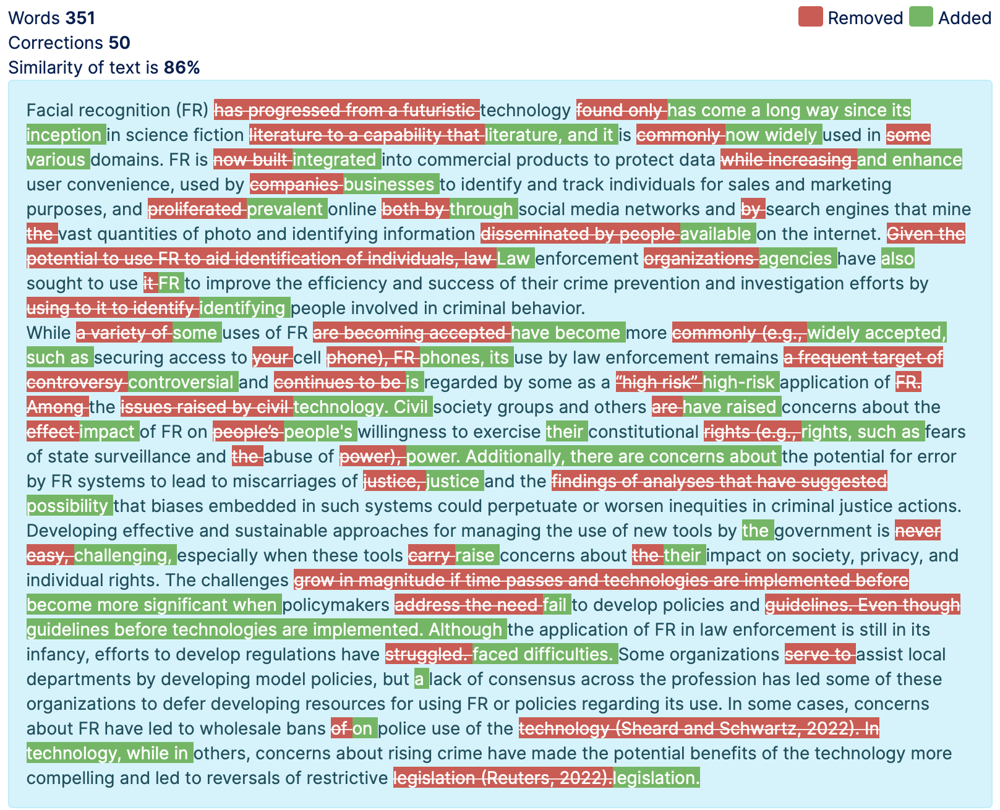 Words 351
Removed Added
Corrections 50
Similarity of text is 86%
Facial recognition (FR) has progressed from a futuristic technology found only has come a long way since its
inception in science fiction literature to a capability that literature, and it is commonly now widely used in some
various domains. FR is now built integrated into commercial products to protect data while increasing and enhance
user convenience, used by companies businesses to identify and track individuals for sales and marketing
purposes, and proliferated prevalent online both by through social media networks and by search engines that mine
the vast quantities of photo and identifying information disseminated by people available on the internet. Given the
potential to use FR to aid identification of individuals, law Law enforcement organizations agencies have also
sought to use it FR to improve the efficiency and success of their crime prevention and investigation efforts by
using to it to identify identifying people involved in criminal behavior.
While a variety of some uses of FR are becoming accepted have become more commonly (e.g., widely accepted,
such as securing access to your cell phone), FR phones, its use by law enforcement remains a frequent target of
controversy controversial and continues to be is regarded by some as a “high risk” high-risk application of FR.
Among the issues raised by civil technology. Civil society groups and others are have raised concerns about the
effect impact of FR on people’s people's willingness to exercise their constitutional rights (e.g., rights, such as fears
of state surveillance and the abuse of power), power. Additionally, there are concerns about the potential for error
by FR systems to lead to miscarriages of justice, justice and the findings of analyses that have suggested
possibility that biases embedded in such systems could perpetuate or worsen inequities in criminal justice actions.
Developing effective and sustainable approaches for managing the use of new tools by the government is never
easy, challenging, especially when these tools carry raise concerns about the their impact on society, privacy, and
individual rights. The challenges grow in magnitude if time passes and technologies are implemented before
become more significant when policymakers address the need fail to develop policies and guidelines. Even though
guidelines before technologies are implemented. Although the application of FR in law enforcement is still in its
infancy, efforts to develop regulations have struggled. faced difficulties. Some organizations serve to assist local
departments by developing model policies, but a lack of consensus across the profession has led some of these
organizations to defer developing resources for using FR or policies regarding its use. In some cases, concerns
about FR have led to wholesale bans of on police use of the technology (Sheard and Schwartz, 2022). In
technology, while in others, concerns about rising crime have made the potential benefits of the technology more
compelling and led to reversals of restrictive legislation (Reuters, 2022).legislation.